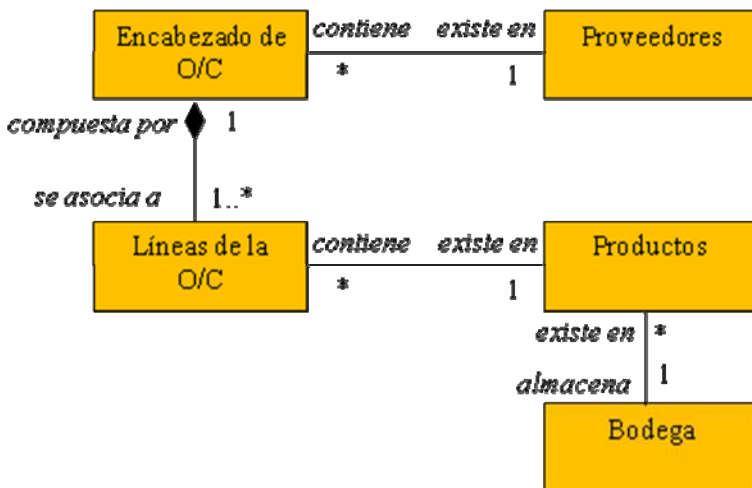 Encabezado de
O/C
contiene
existe en
*
1
Proveedores
compuesta por
1
se asocia a
1..*
Líneas de la
O/C
contiene
existe en
*
1
Productos
existe en
*
almacena
1
Bodega